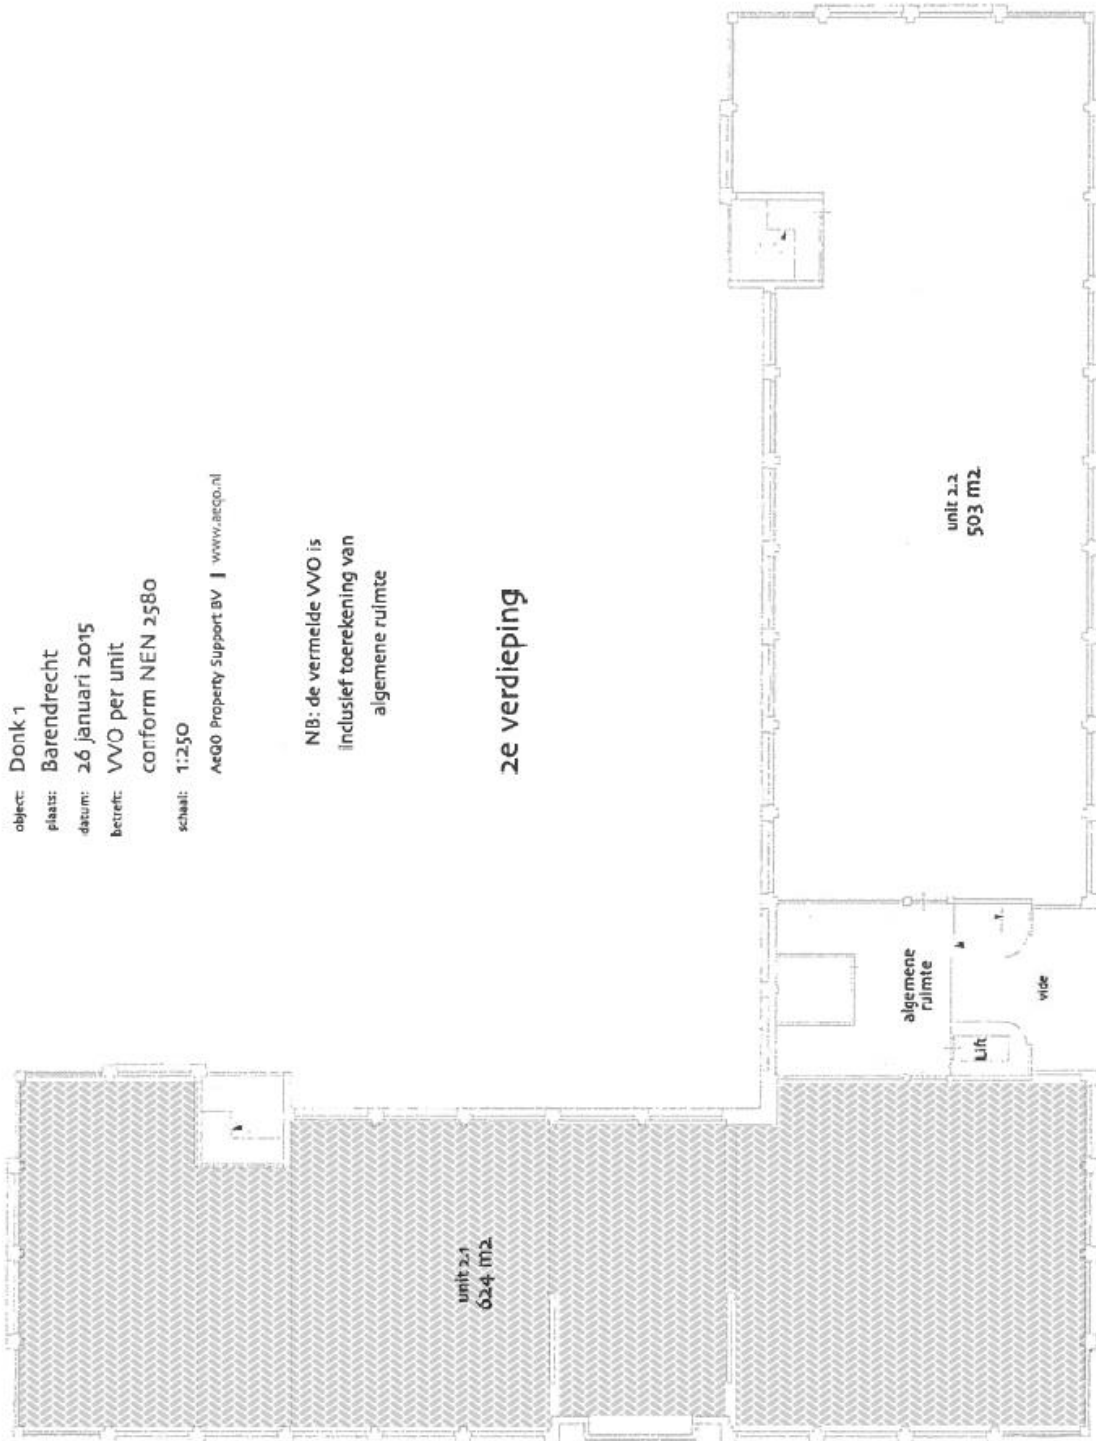 object: Donk 1
plaats: Barendrecht
datum: 26 januari 2015
betreft: VVO per unit
conform NEN 2580
schaal: 1:250
AeQO Property Support BV | www.aeqo.nl
NB: de vermelde VVO is
inclusief toerekening van
algemene ruimte
2e verdieping
unit 2.2
503 m2
algemene
ruimte
vide
Lift
unit 2.1
624 m2